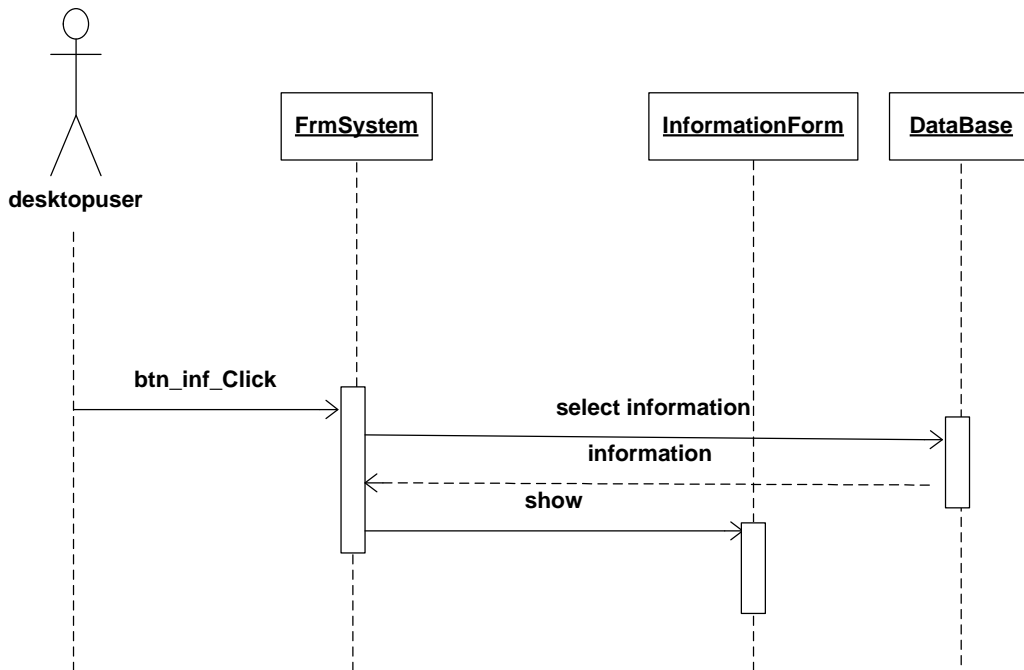 FrmSystem
InformationForm
DataBase
desktopuser
btn_inf_Click
select information
information
show